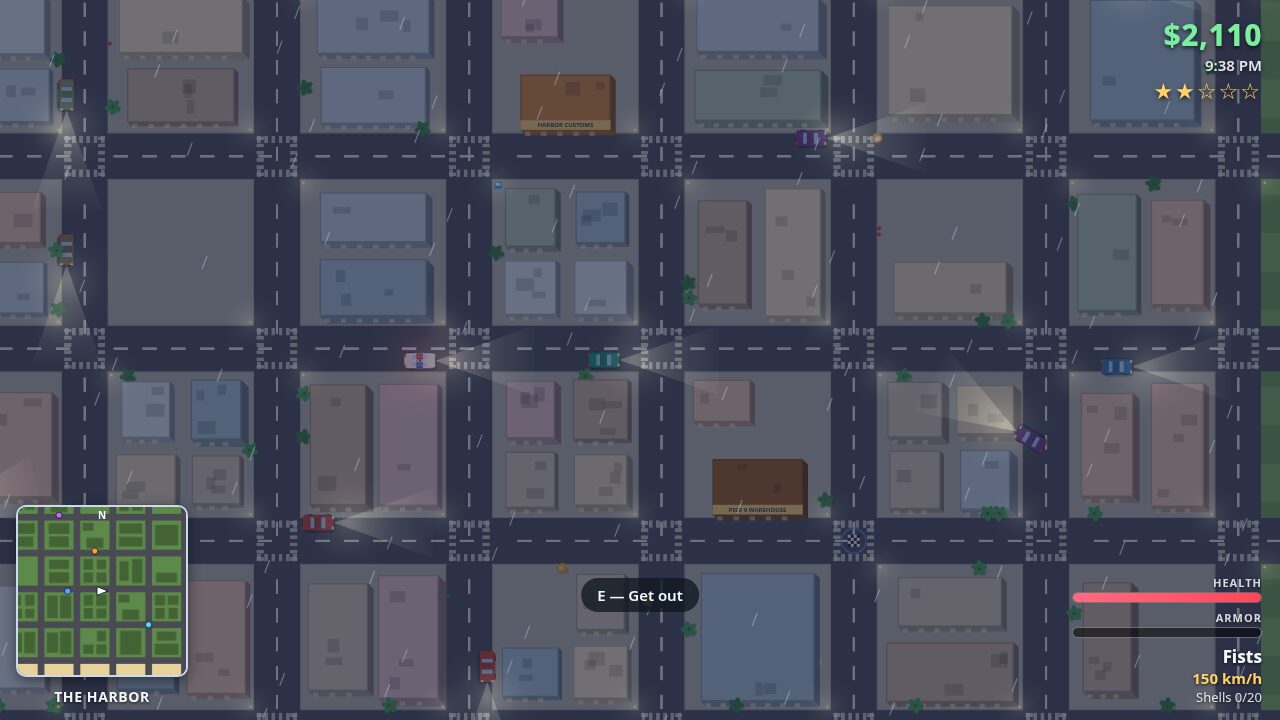 $2,110
9:38 PM
HARBOR CUSTOMS
PIER 9 WAREHOUSE
N
E — Get out
THE HARBOR
HEALTH
ARMOR
Fists
150 km/h
Shells 0/20